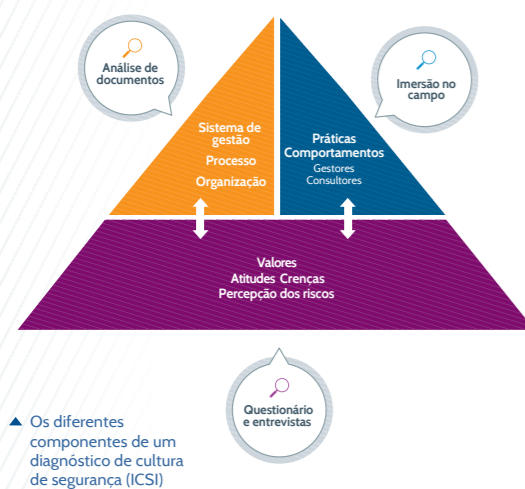 Análise de
documentos
Imersão no
campo
Sistema de
gestão
Processo
Organização
Práticas
Comportamentos
Gestores
Consultores
Valores
Atitudes Crenças
Percepção dos riscos
Questionário
e entrevistas
Os diferentes
componentes de um
diagnóstico de cultura
de segurança (ICSI)